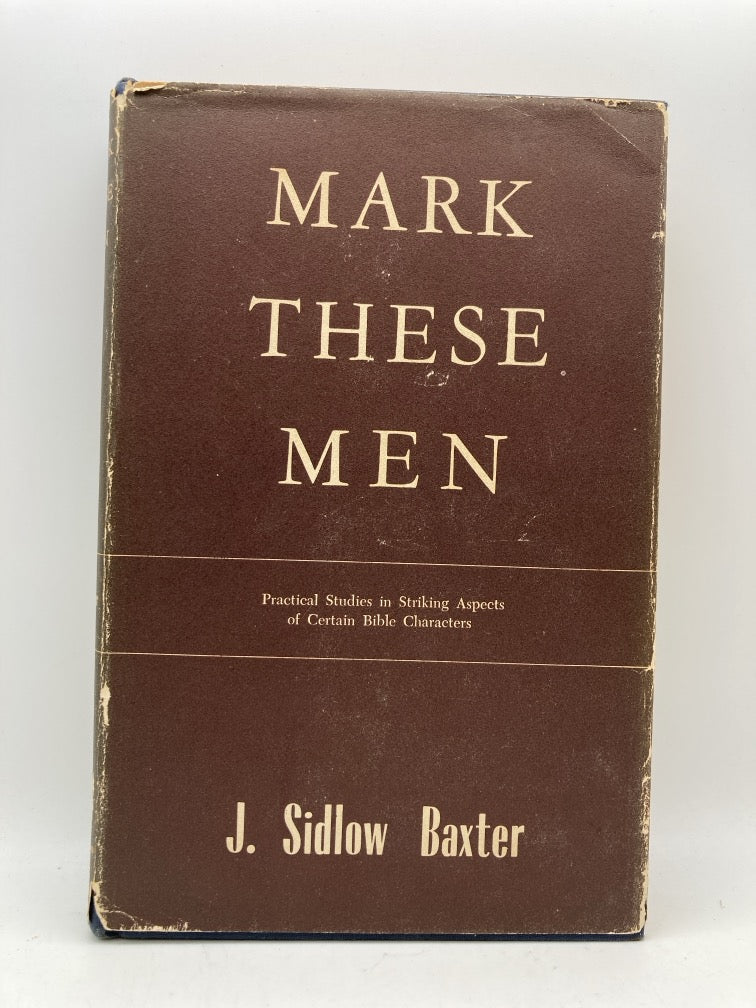 MARK
THESE
MEN
Practical Studies in Striking Aspects
of Certain Bible Characters
J. Sidlow Baxter